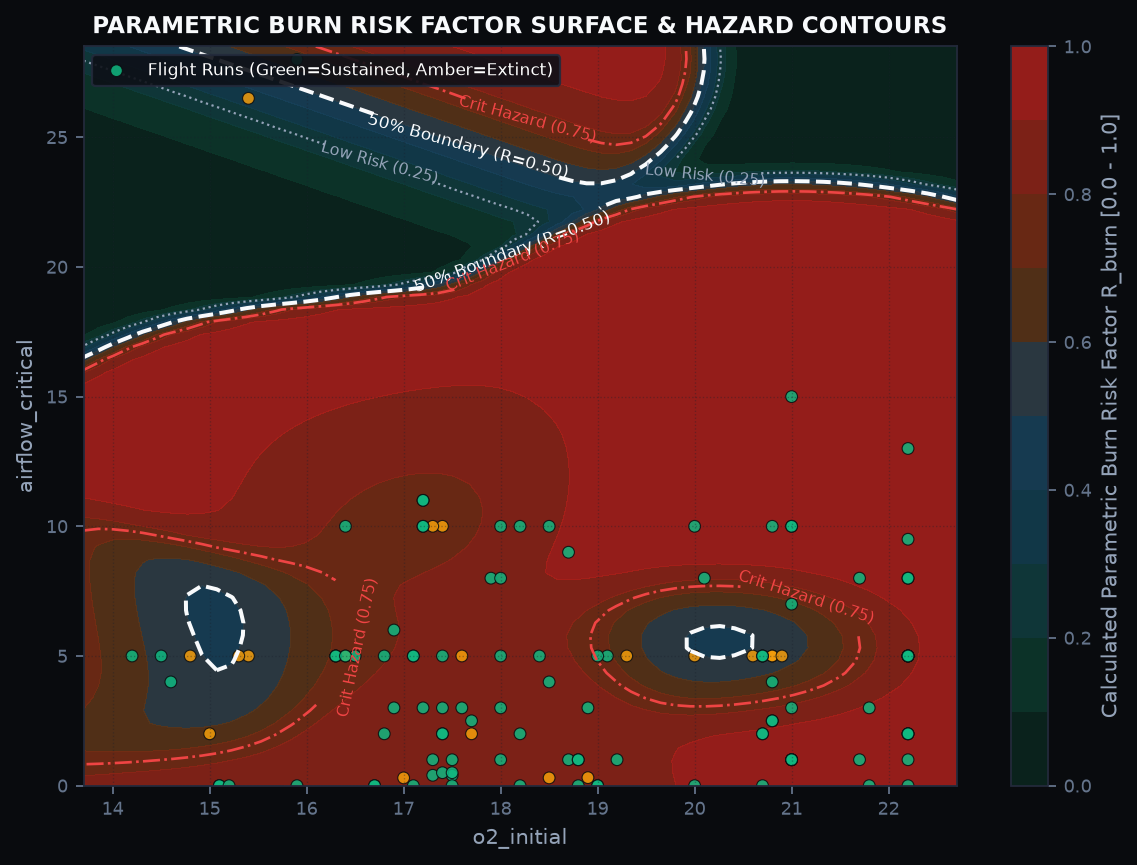 PARAMETRIC BURN RISK FACTOR SURFACE & HAZARD CONTOURS
Flight Runs (Green=Sustained, Amber=Extinct)
Crit Hazard (0.75)
50% Boundary (R=0.50)
Low Risk (0.25)
Low Risk (0.25)
50% Boundary (R=0.50)
Crit Hazard (0.75)
Crit Hazard (0.75)
Crit Hazard (0.75)
airflow_critical
25
20
15
10
5
0
14 15 16 17 18 19 20 21 22
o2_initial
1.0
0.8
0.6
0.4
0.2
0.0
Calculated Parametric Burn Risk Factor R_burn [0.0 - 1.0]